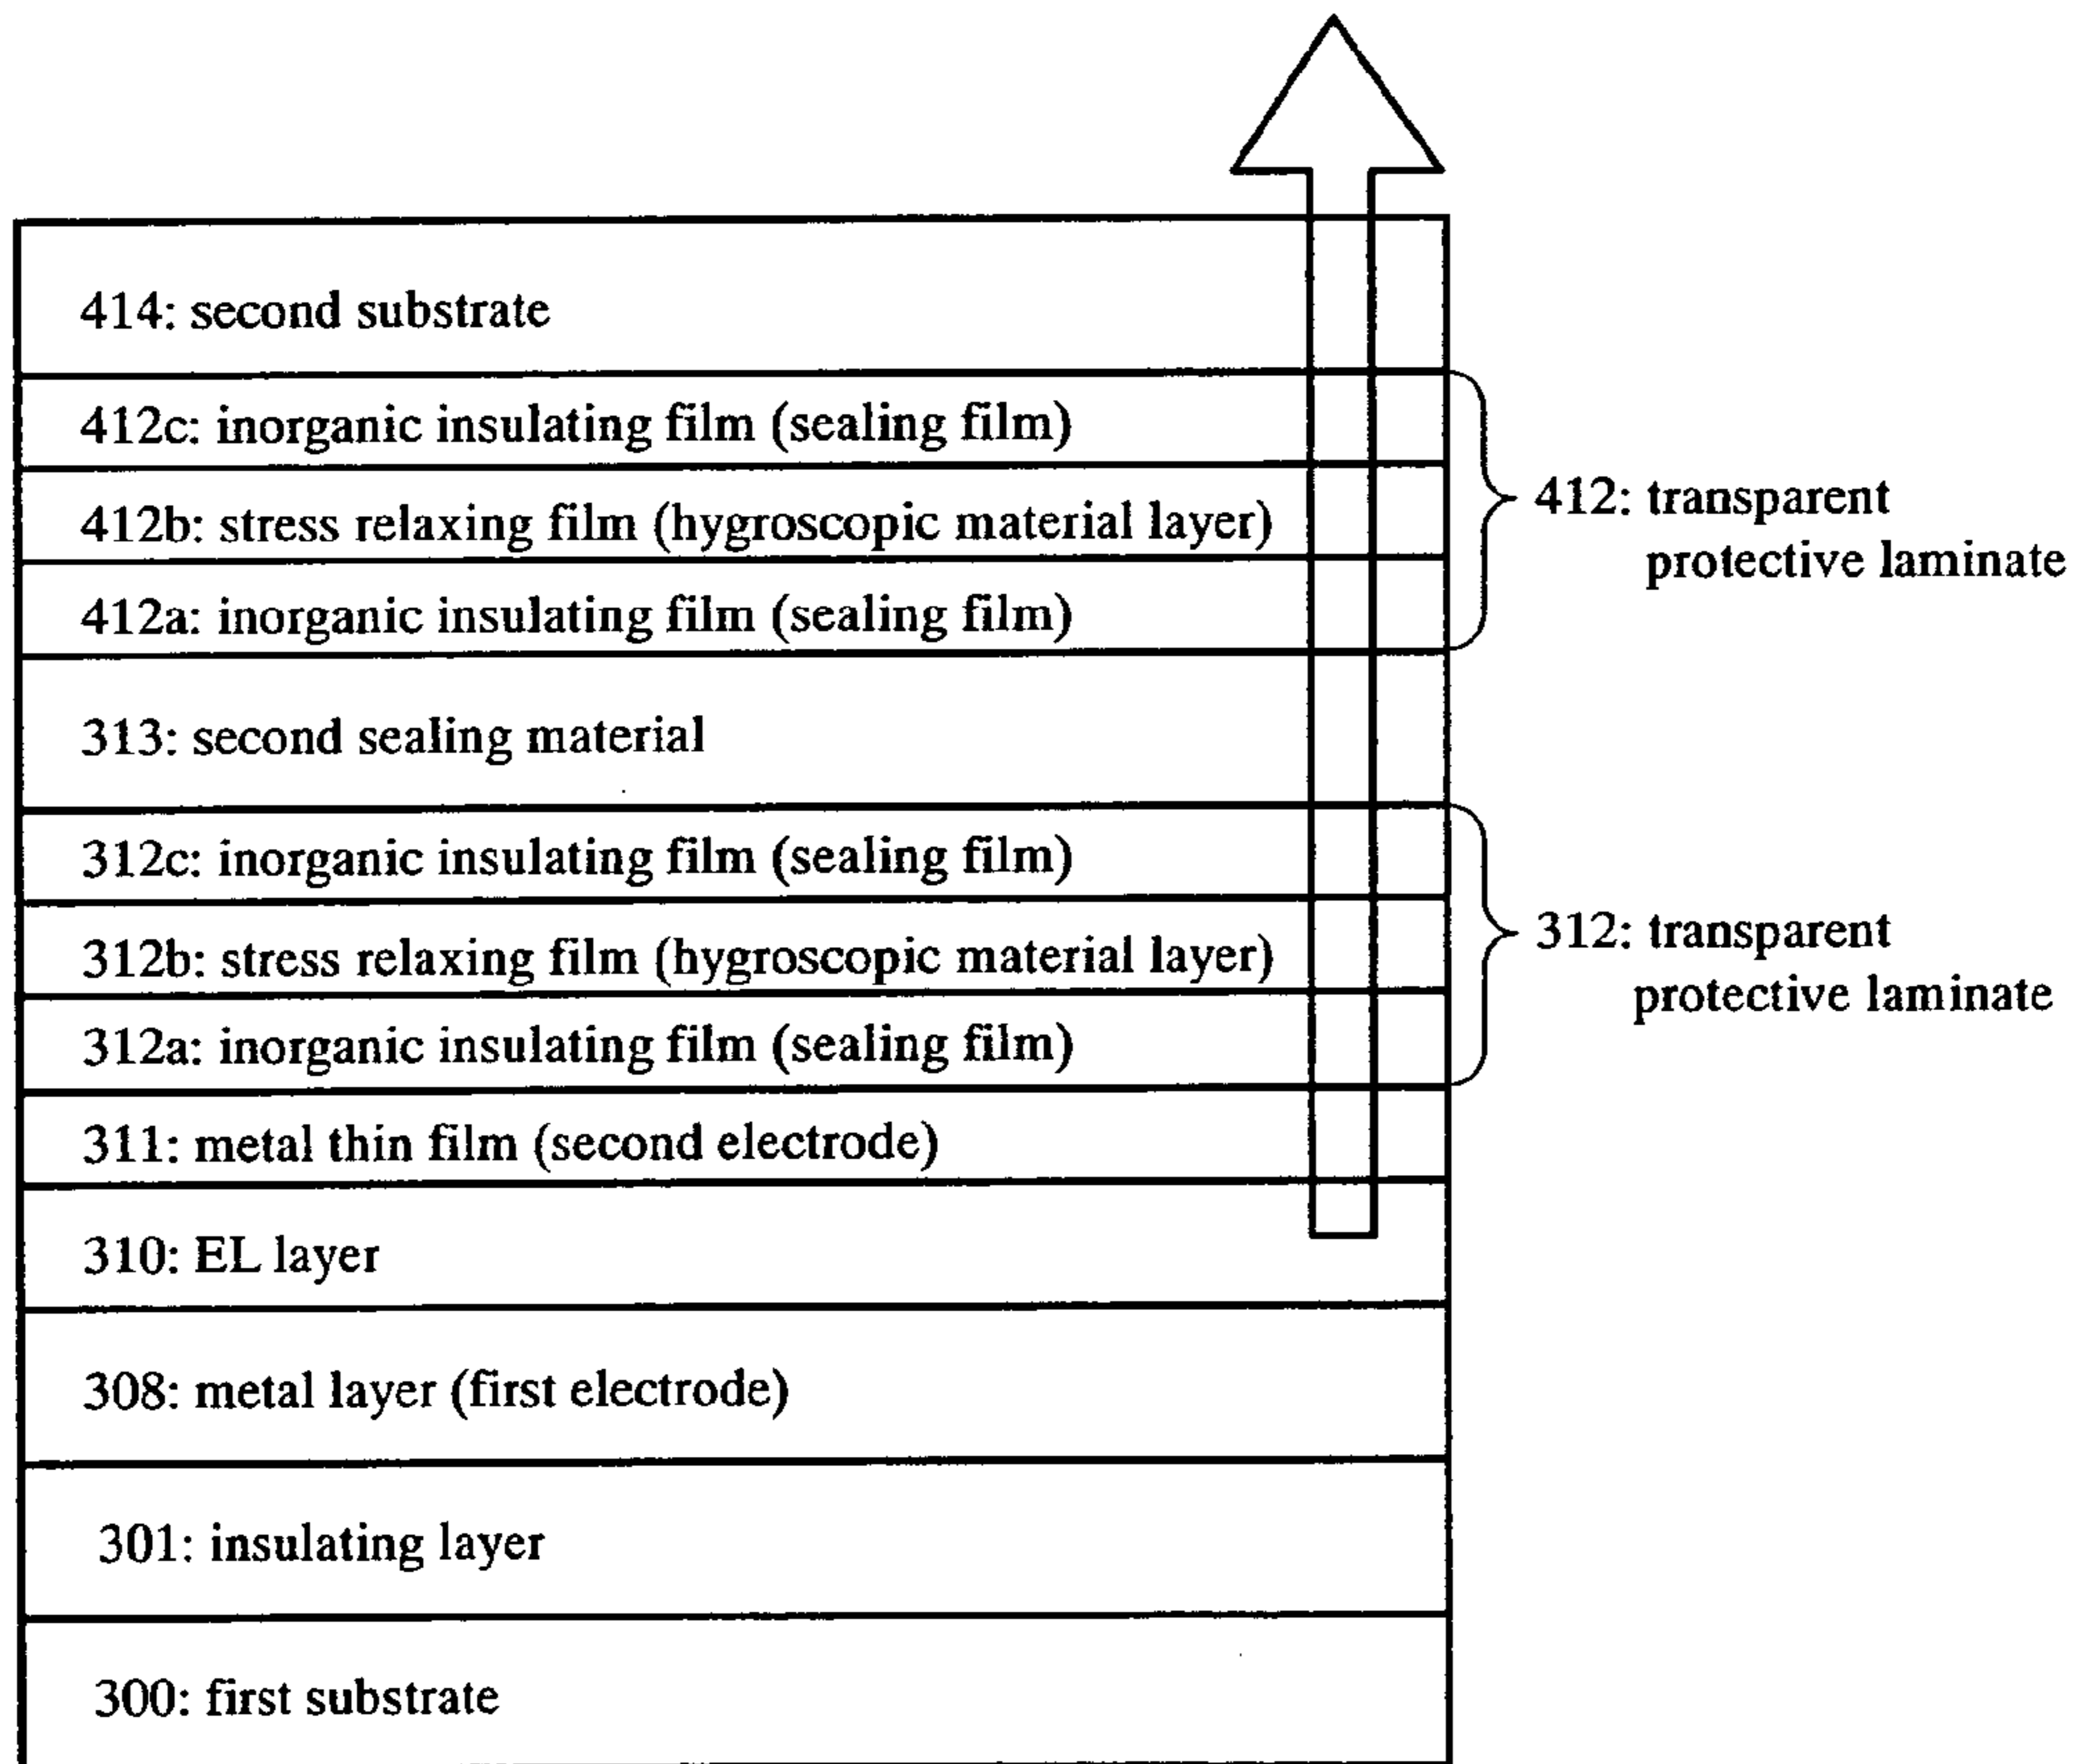 414: second substrate
412c: inorganic insulating film (sealing film)
412b: stress relaxing film (hygroscopic material layer)
412a: inorganic insulating film (sealing film)
412: transparent
protective laminate
313: second sealing material
312c: inorganic insulating film (sealing film)
312b: stress relaxing film (hygroscopic material layer)
312a: inorganic insulating film (sealing film)
312: transparent
protective laminate
311: metal thin film (second electrode)
310: EL layer
308: metal layer (first electrode)
301: insulating layer
300: first substrate